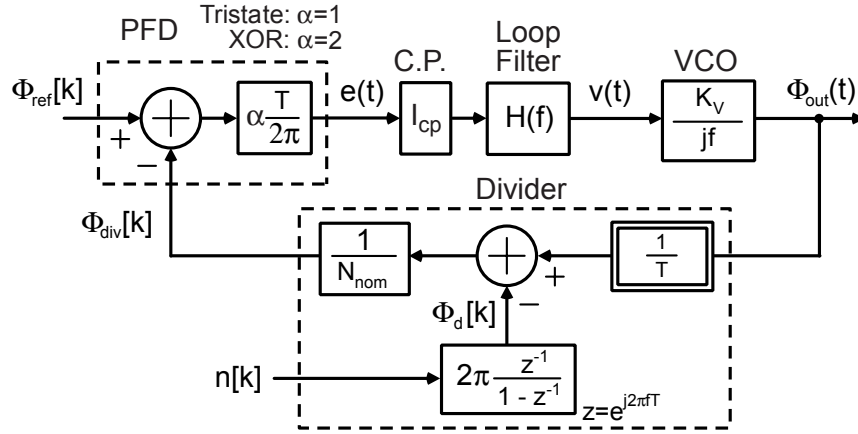 PFD
Tristate: α=1
XOR: α=2
C.P.
Loop
Filter
VCO
Φref[k]
+
−
α T/2π
e(t)
Icp
H(f)
v(t)
KV/jf
Φout(t)
Divider
Φdiv[k]
1/Nnom
+
−
1/T
Φd[k]
n[k]
2π z⁻¹/1 - z⁻¹
z=e^j2πfT